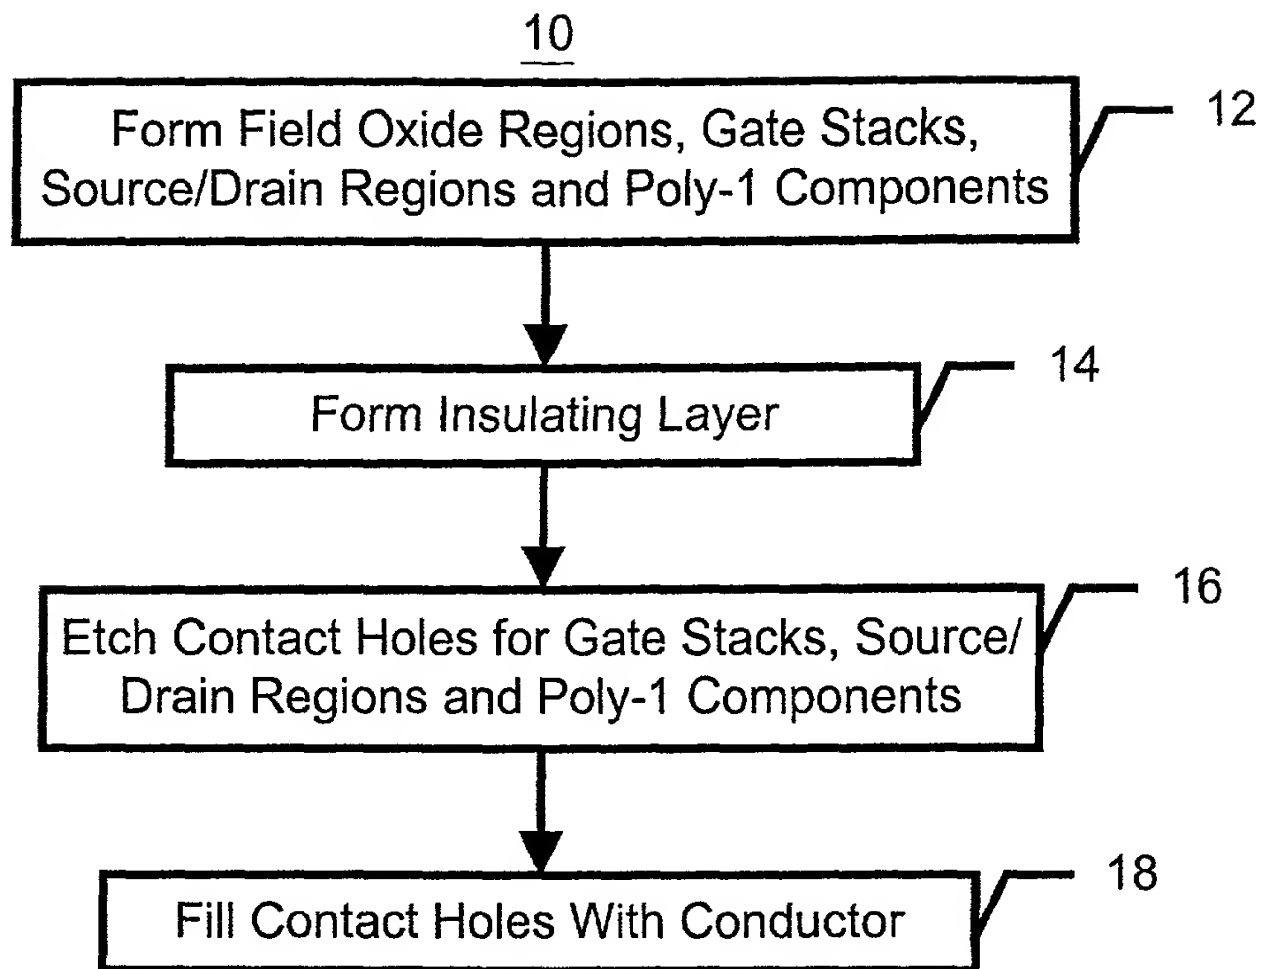 10
Form Field Oxide Regions, Gate Stacks,
Source/Drain Regions and Poly-1 Components
12
Form Insulating Layer
14
Etch Contact Holes for Gate Stacks, Source/
Drain Regions and Poly-1 Components
16
Fill Contact Holes With Conductor
18